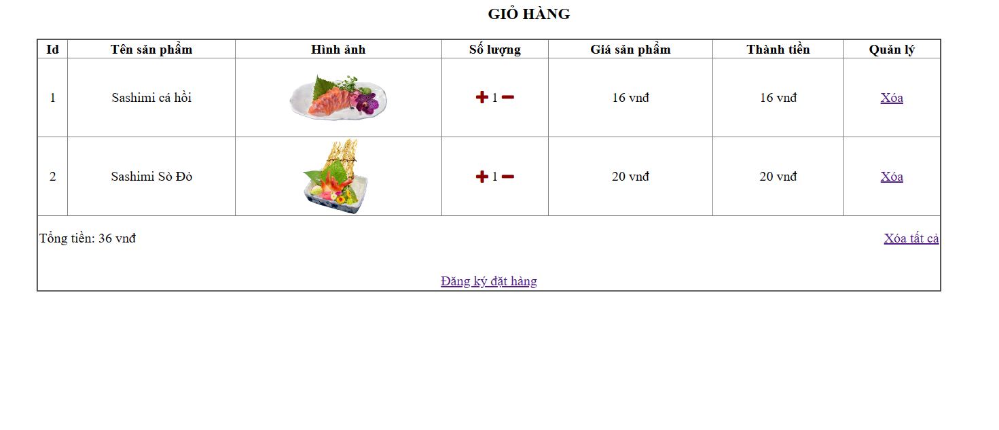 GIỎ HÀNG
Id Tên sản phẩm Hình ảnh Số lượng Giá sản phẩm Thành tiền Quản lý
1 Sashimi cá hồi 1 16 vnđ 16 vnđ Xóa
2 Sashimi Sò Đỏ 1 20 vnđ 20 vnđ Xóa
Tổng tiền: 36 vnđ Xóa tất cả
Đăng ký đặt hàng